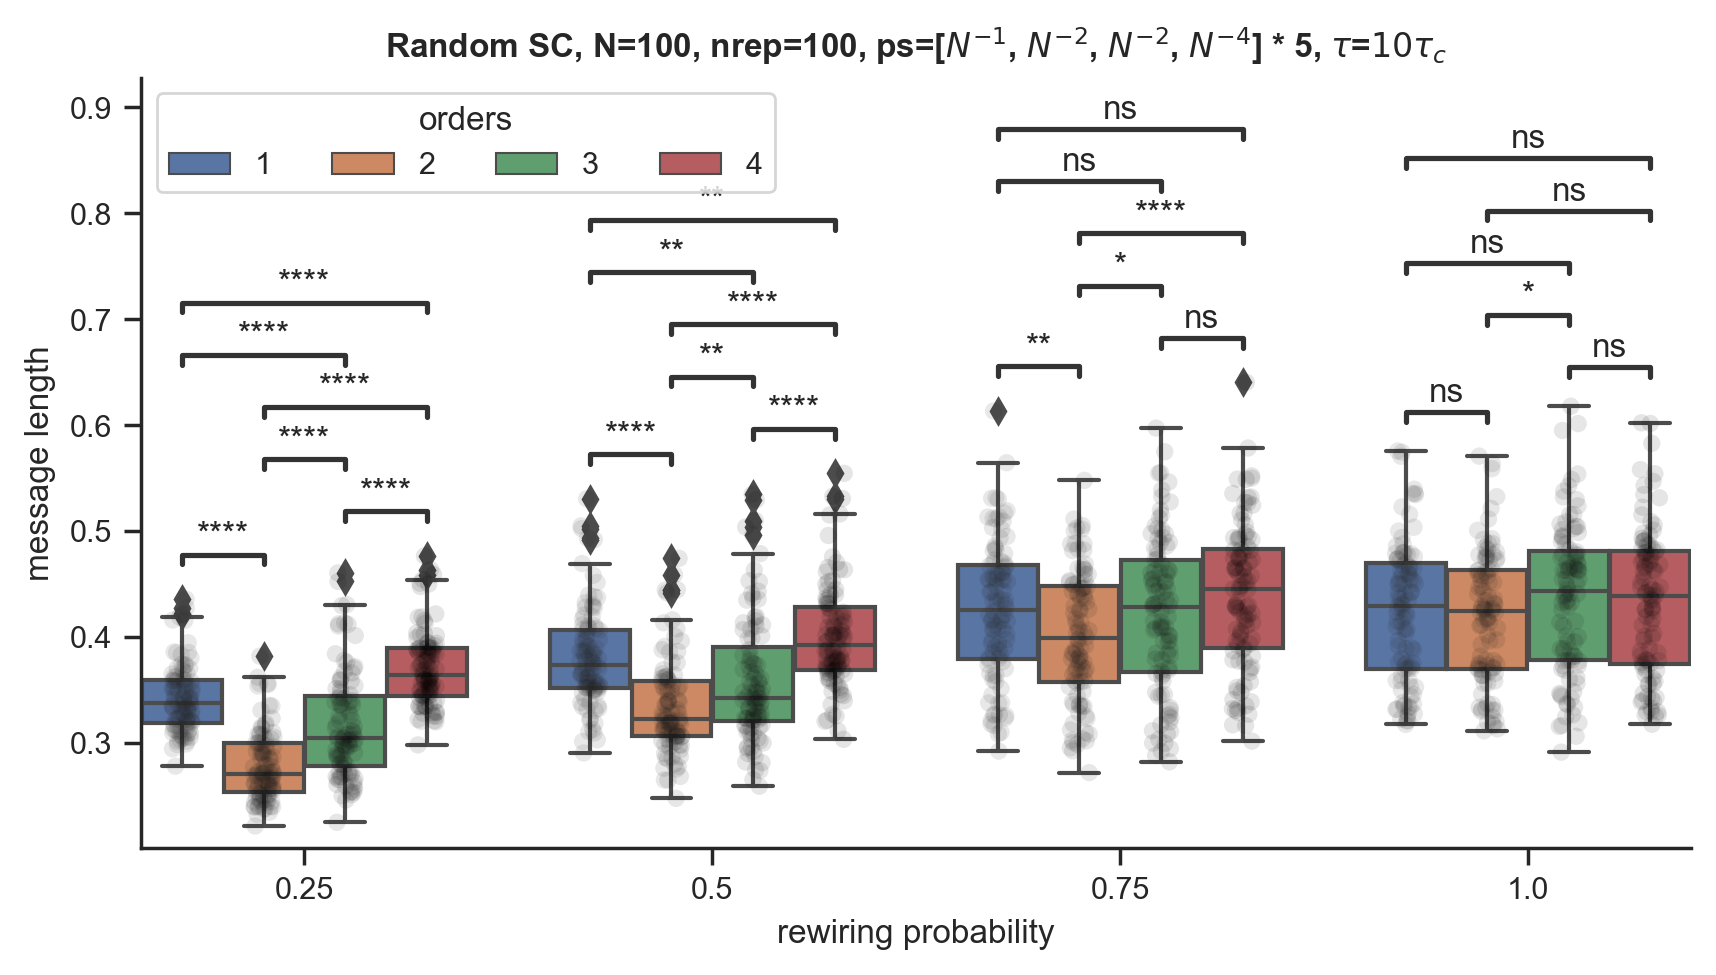 Random SC, N=100, nrep=100, ps=[N⁻¹, N⁻², N⁻², N⁻⁴] * 5, τ=10τ_c
orders
1 2 3 4
message length
0.9
0.8
0.7
0.6
0.5
0.4
0.3
****
****
****
****
****
****
**
**
****
**
****
****
ns
ns
****
*
ns
**
ns
ns
ns
*
ns
ns
0.25 0.5 0.75 1.0
rewiring probability